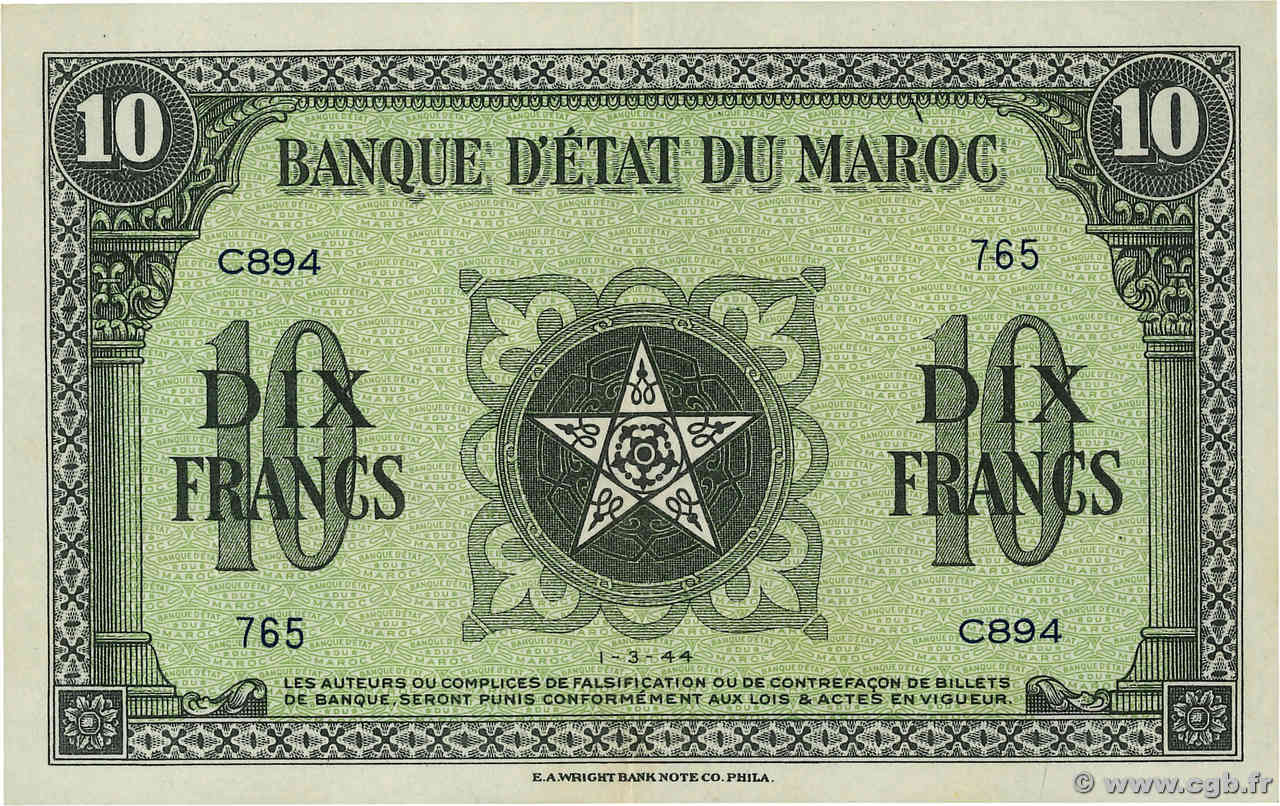 10 10
BANQUE D'ÉTAT DU MAROC
C894 765
10 10
DIX DIX
FRANCS FRANCS
765 C894
1-3-44
LES AUTEURS OU COMPLICES DE FALSIFICATION OU DE CONTREFAÇON DE BILLETS
DE BANQUE, SERONT PUNIS CONFORMÉMENT AUX LOIS & ACTES EN VIGUEUR.
E.A.WRIGHT BANK NOTE CO. PHILA.
© www.cgb.fr